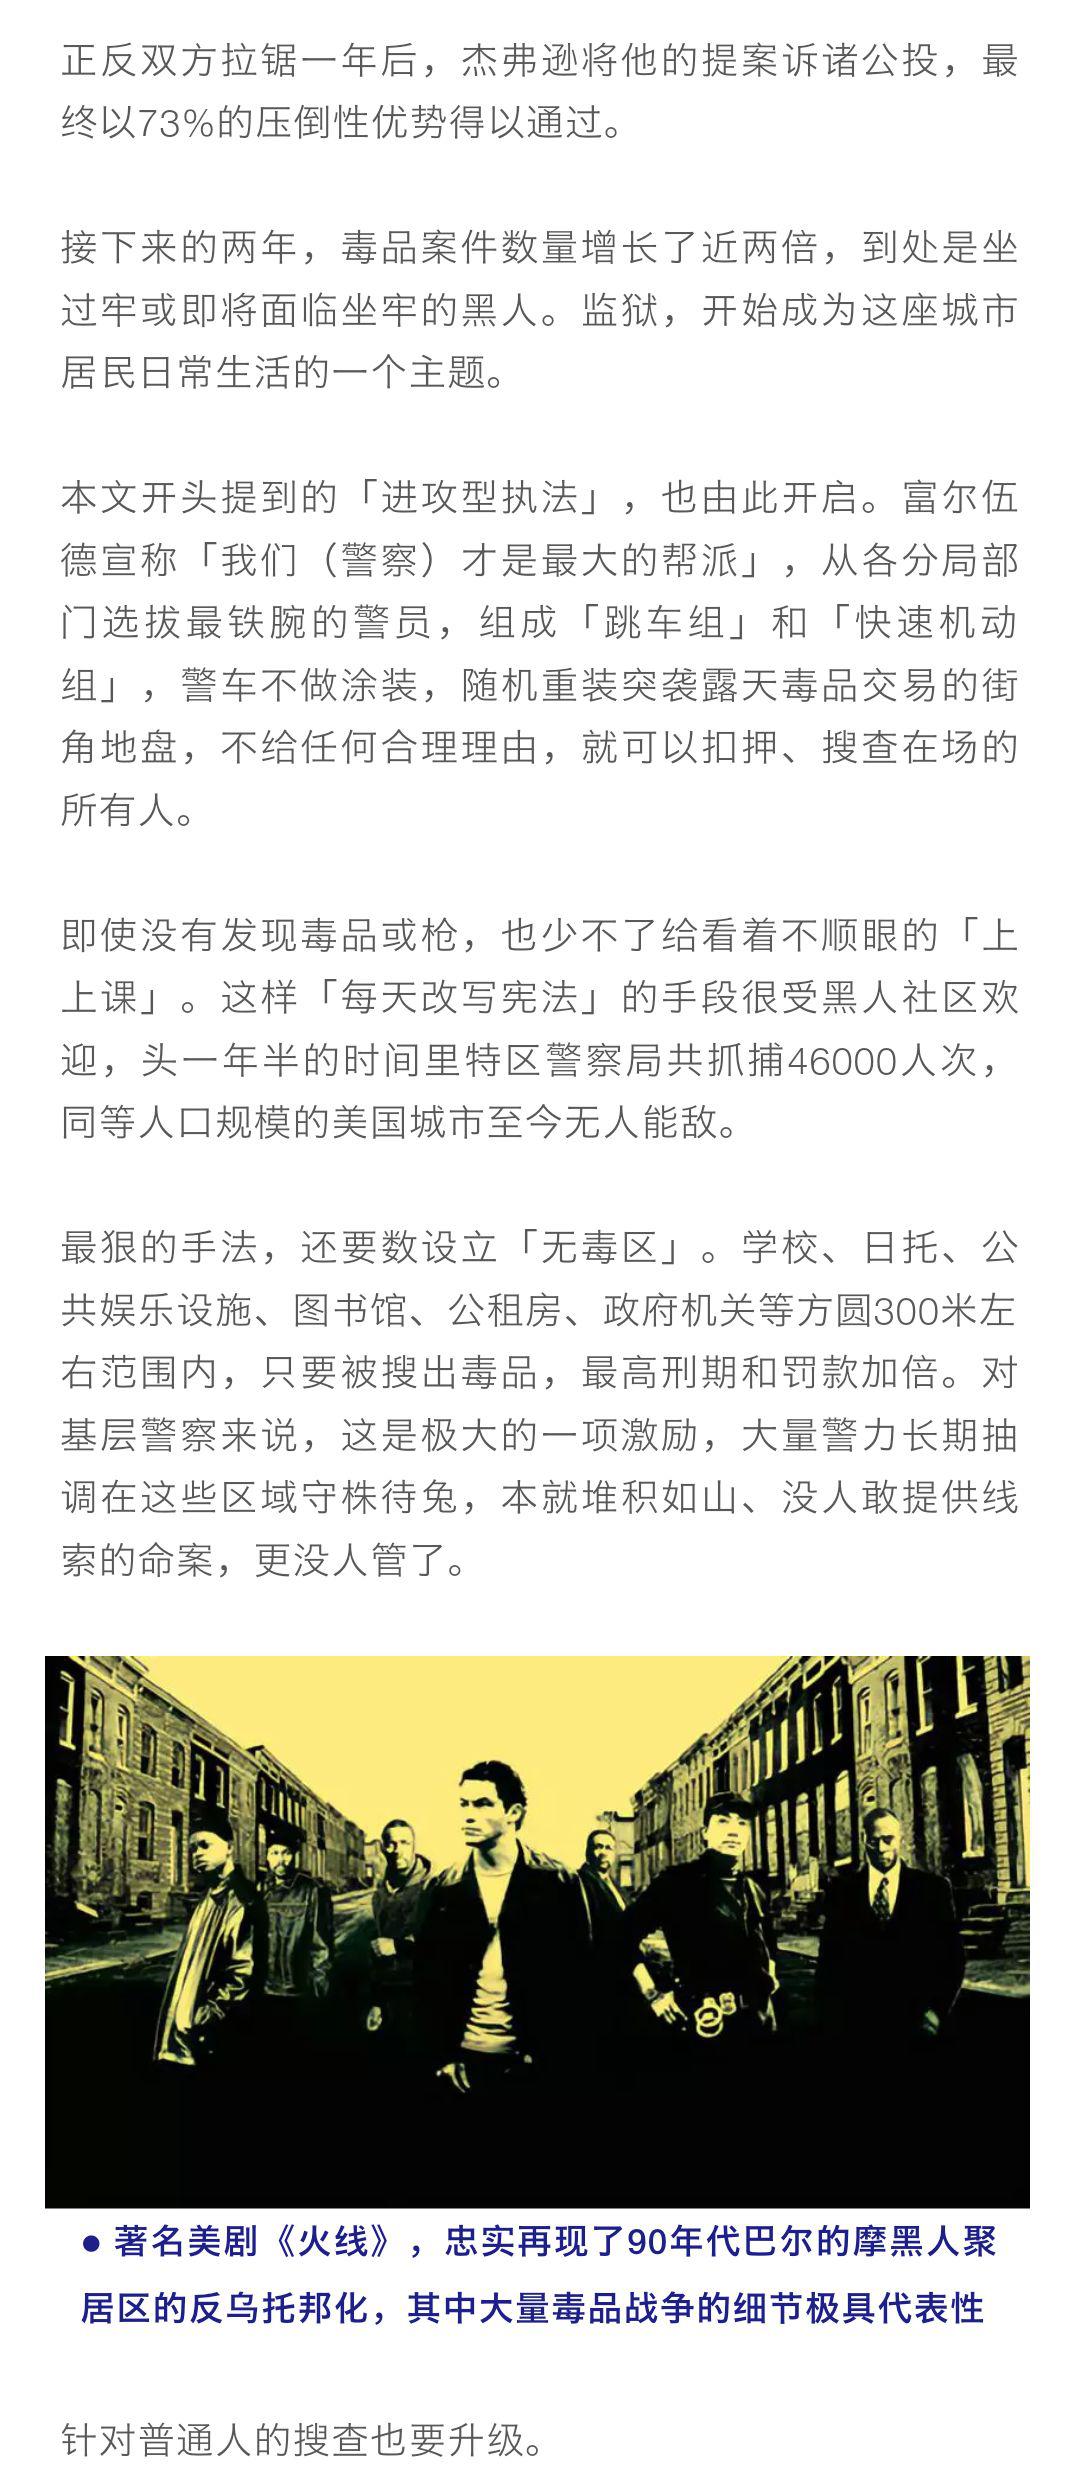 正反双方拉锯一年后，杰弗逊将他的提案诉诸公投，最
终以73%的压倒性优势得以通过。
接下来的两年，毒品案件数量增长了近两倍，到处是坐
过牢或即将面临坐牢的黑人。监狱，开始成为这座城市
居民日常生活的一个主题。
本文开头提到的「进攻型执法」，也由此开启。富尔伍
德宣称「我们（警察）才是最大的帮派」，从各分局部
门选拔最铁腕的警员，组成「跳车组」和「快速机动
组」，警车不做涂装，随机重装突袭露天毒品交易的街
角地盘，不给任何合理理由，就可以扣押、搜查在场的
所有人。
即使没有发现毒品或枪，也少不了给看着不顺眼的「上
上课」。这样「每天改写宪法」的手段很受黑人社区欢
迎，头一年半的时间里特区警察局共抓捕46000人次，
同等人口规模的美国城市至今无人能敌。
最狠的手法，还要数设立「无毒区」。学校、日托、公
共娱乐设施、图书馆、公租房、政府机关等方圆300米左
右范围内，只要被搜出毒品，最高刑期和罚款加倍。对
基层警察来说，这是极大的一项激励，大量警力长期抽
调在这些区域守株待兔，本就堆积如山、没人敢提供线
索的命案，更没人管了。
● 著名美剧《火线》，忠实再现了90年代巴尔的摩黑人聚
居区的反乌托邦化，其中大量毒品战争的细节极具代表性
针对普通人的搜查也要升级。